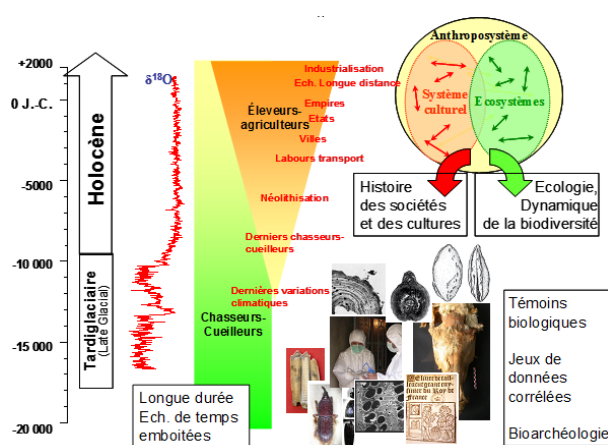 +2000
0 J.-C.
-5000
-10 000
-15 000
-20 000
Holocène
Tardiglaciaire
(Late Glacial)
δ¹⁸O
Industrialisation
Ech. Longue distance
Empires
Etats
Villes
Labours transport
Néolithisation
Derniers chasseurs-
cueilleurs
Dernières variations
climatiques
Éleveurs-
agriculteurs
Chasseurs-
Cueilleurs
Longue durée
Ech. de temps
emboitées
Anthroposystème
Système
culturel
Ecosystèmes
Histoire
des sociétés
et des cultures
Ecologie,
Dynamique
de la biodiversité
Témoins
biologiques
Jeux de
données
corrélées
Bioarchéologie